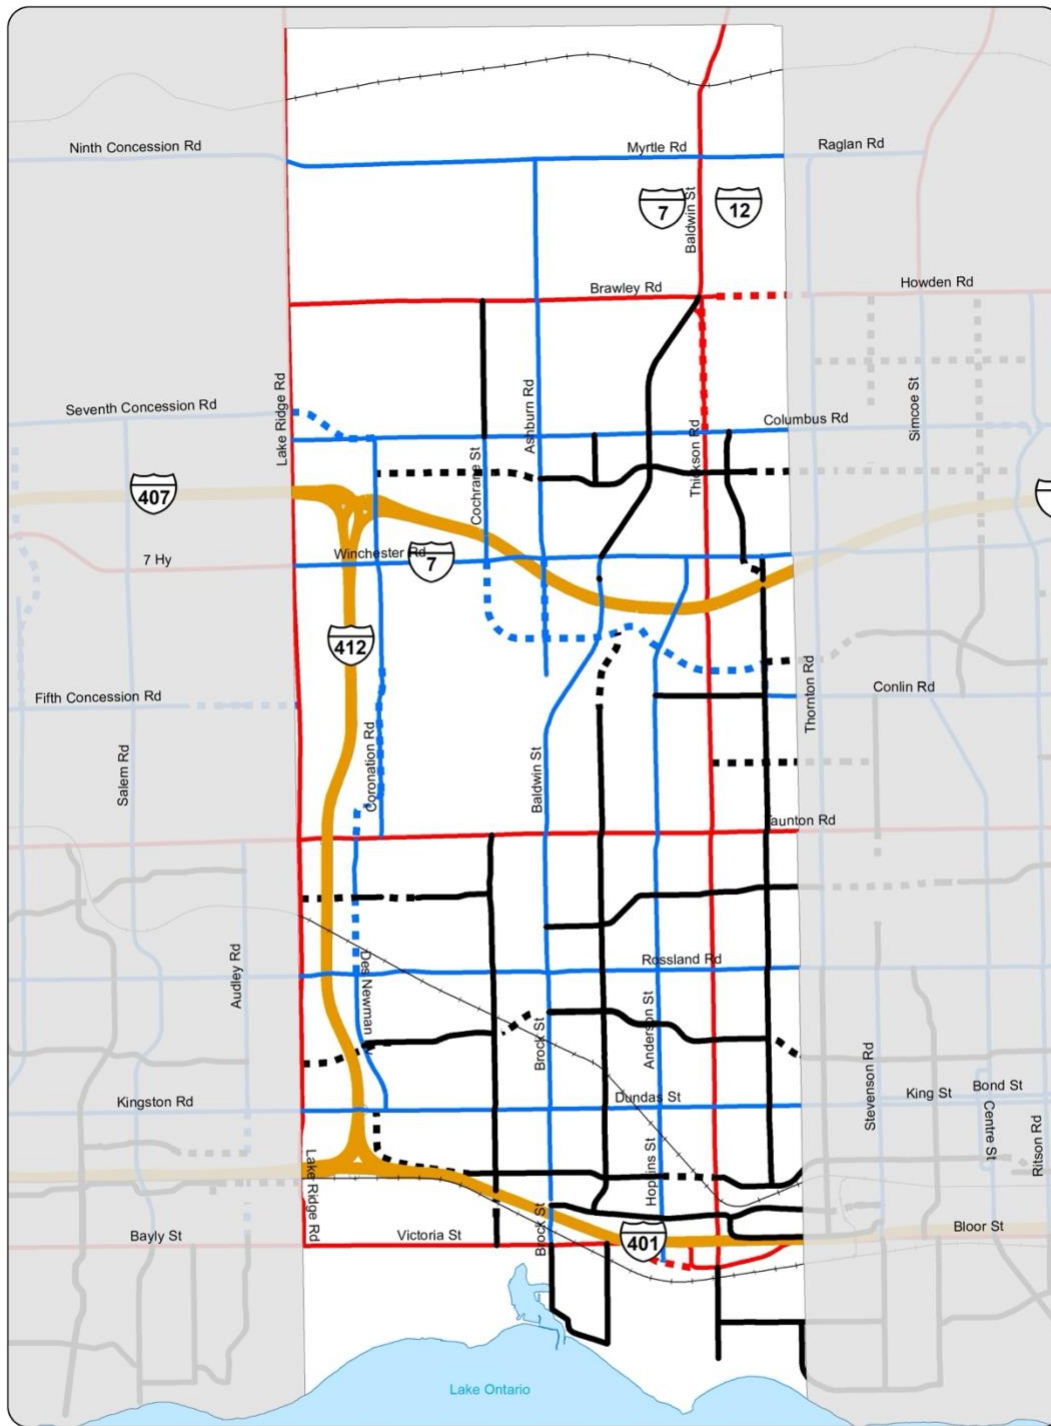 Ninth Concession Rd
Myrtle Rd
Raglan Rd
7
12
Baldwin St
Brawley Rd
Howden Rd
Lake Ridge Rd
Seventh Concession Rd
Ashburn Rd
Simcoe St
Columbus Rd
Thickson Rd
Cochrane St
407
7 Hy
Winchester Rd
7
412
Fifth Concession Rd
Conlin Rd
Thornton Rd
Salem Rd
Coronation Rd
Baldwin St
Taunton Rd
Audley Rd
Rossland Rd
Des Newman
Brock St
Anderson St
Stevenson Rd
Kingston Rd
Dundas St
King St
Bond St
Centre St
Ritson Rd
Lake Ridge Rd
Hopkins St
Brock St
Bayly St
Victoria St
401
Bloor St
Lake Ontario